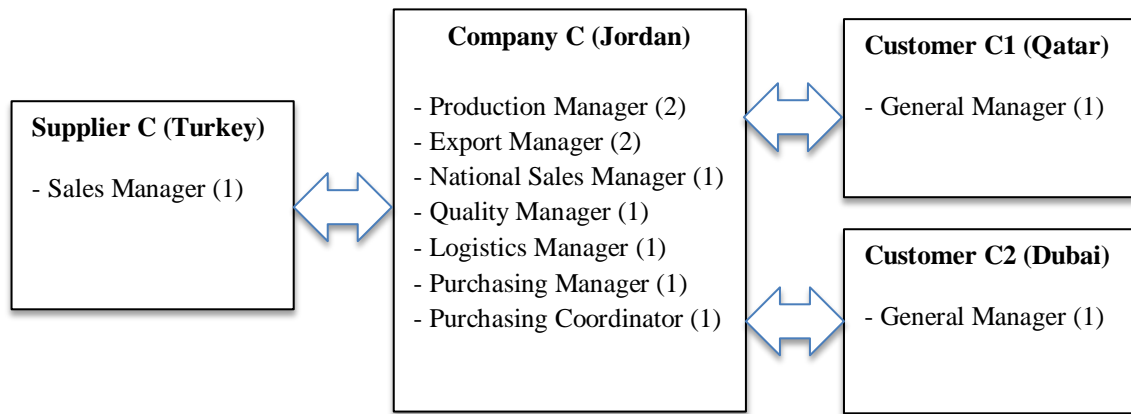 Supplier C (Turkey)
- Sales Manager (1)
Company C (Jordan)
- Production Manager (2)
- Export Manager (2)
- National Sales Manager (1)
- Quality Manager (1)
- Logistics Manager (1)
- Purchasing Manager (1)
- Purchasing Coordinator (1)
Customer C1 (Qatar)
- General Manager (1)
Customer C2 (Dubai)
- General Manager (1)